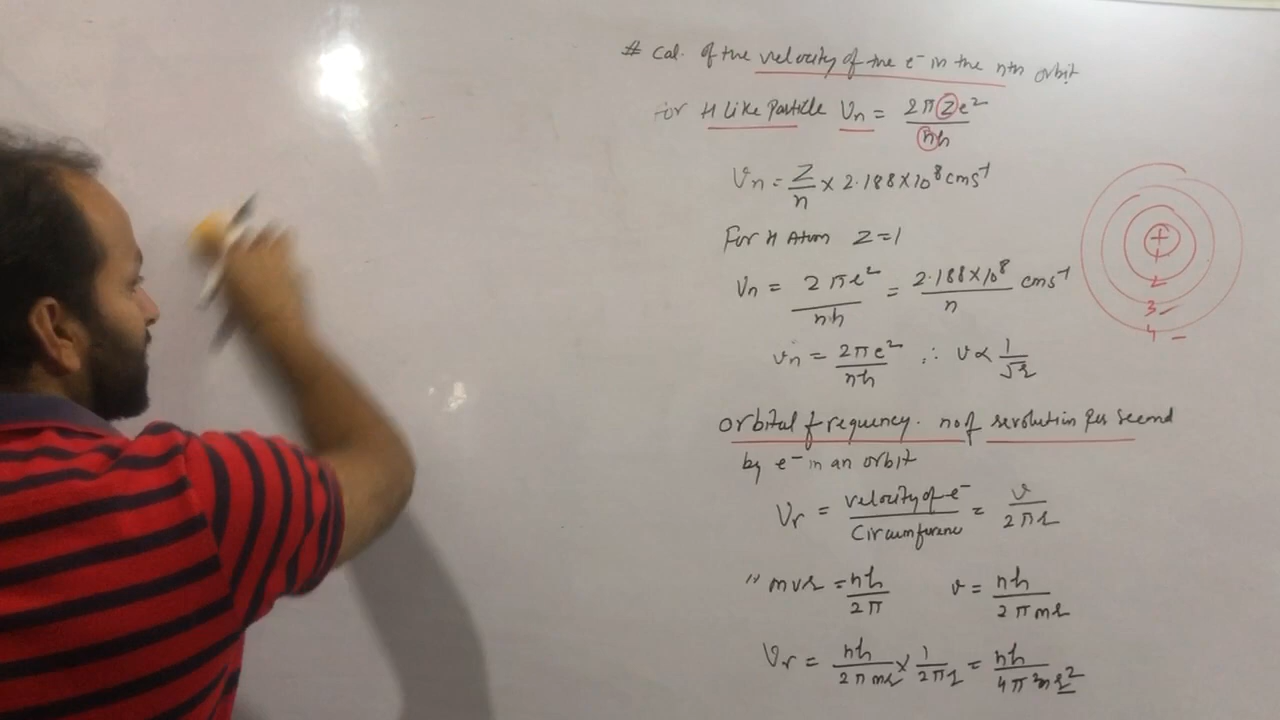 # Cal. of the velocity of the e⁻ in the nth orbit
For H Like Particle Vn = 2πZe² / nh
Vn = Z/n × 2.188×10⁸ cms⁻¹
For H Atom Z=1
Vn = 2πe² / nh = 2.188×10⁸ / n cms⁻¹
vn = 2πe² / nh ∴ v ∝ 1/√r
orbital frequency. no of revolution per second
by e⁻ in an orbit
Vr = velocity of e⁻ / Circumference = v / 2πr
" mvr = nh / 2π v = nh / 2πmr
Vr = nh / 2πmr × 1 / 2πr = nh / 4π²mr²
+
1
2
3
4